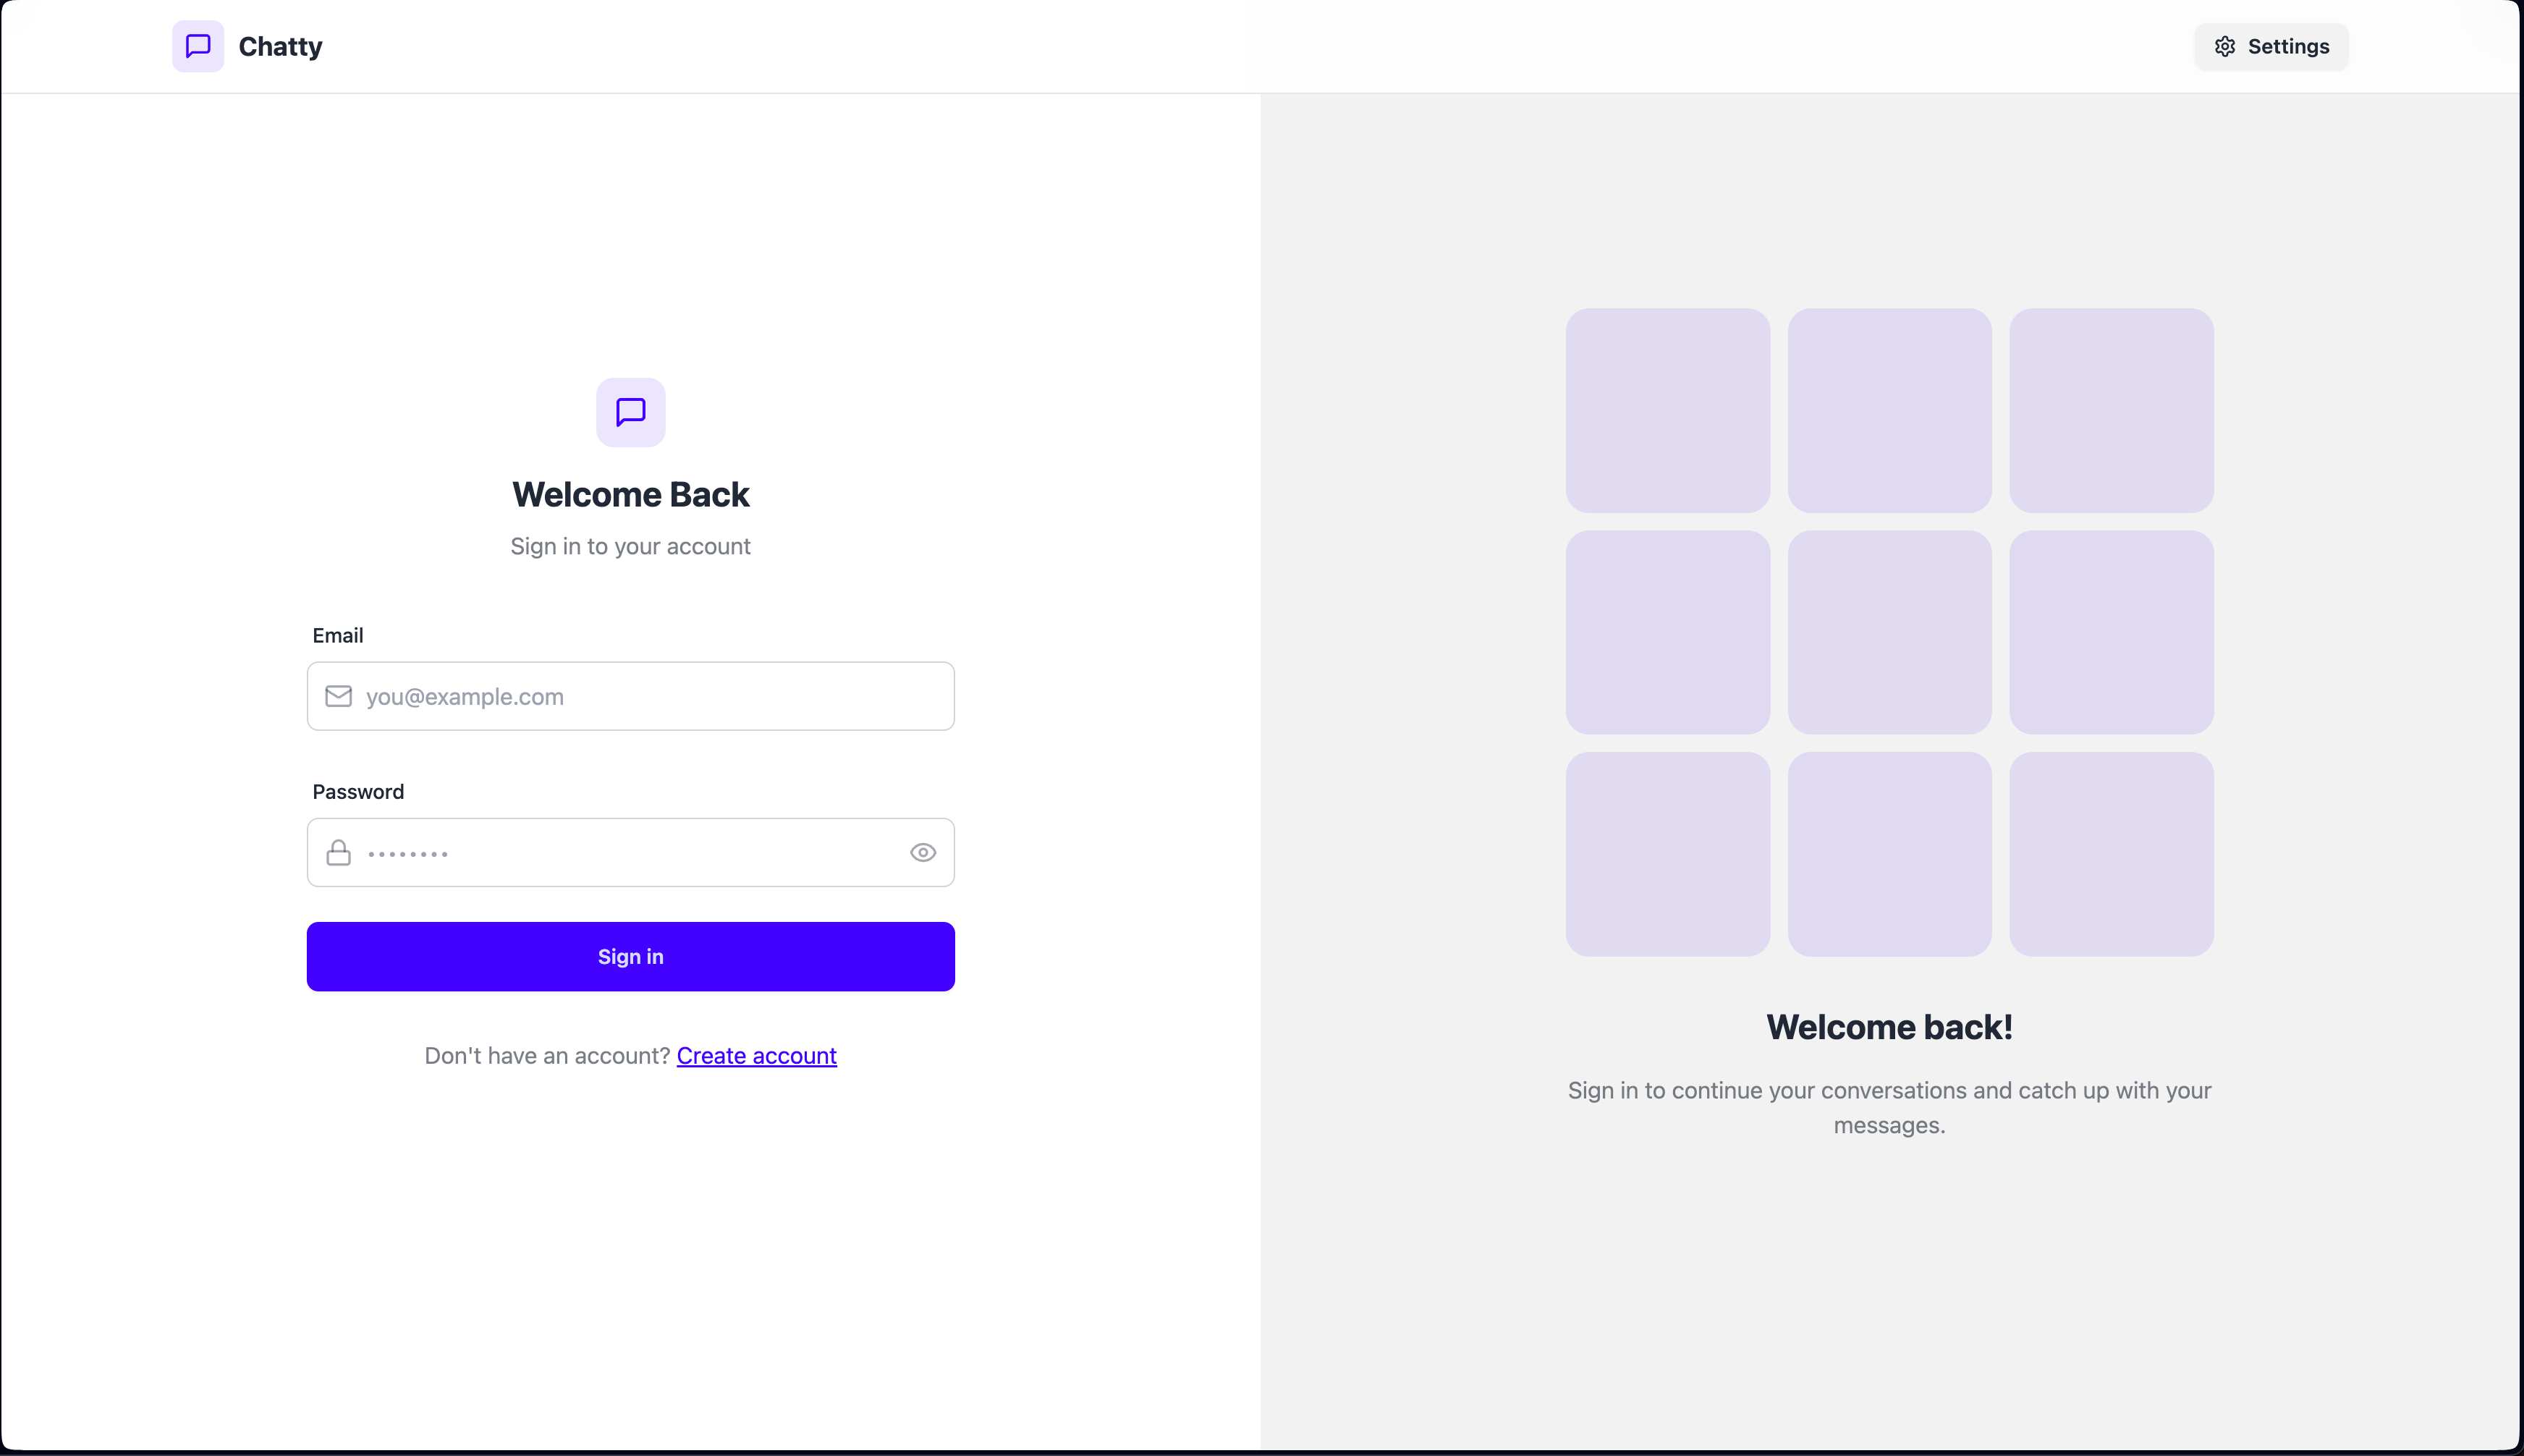 Chatty
Settings
Welcome Back
Sign in to your account
Email
you@example.com
Password
••••••••
Sign in
Don't have an account? Create account
Welcome back!
Sign in to continue your conversations and catch up with your
messages.